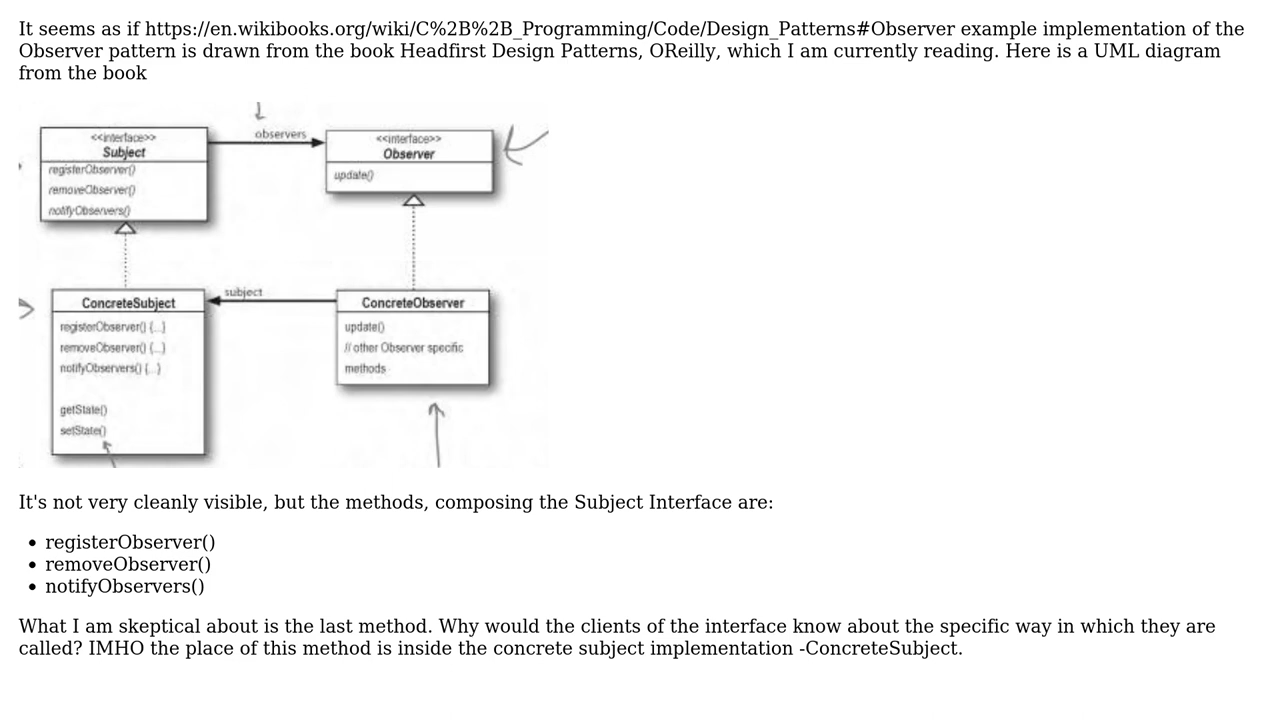 It seems as if https://en.wikibooks.org/wiki/C%2B%2B_Programming/Code/Design_Patterns#Observer example implementation of the
Observer pattern is drawn from the book Headfirst Design Patterns, OReilly, which I am currently reading. Here is a UML diagram
from the book
observers
<<interface>>
Subject
registerObserver()
removeObserver()
notifyObservers()
<<interface>>
Observer
update()
subject
ConcreteSubject
registerObserver() {...}
removeObserver() {...}
notifyObservers() {...}
getState()
setState()
ConcreteObserver
update()
// other Observer specific
methods
It's not very cleanly visible, but the methods, composing the Subject Interface are:
• registerObserver()
• removeObserver()
• notifyObservers()
What I am skeptical about is the last method. Why would the clients of the interface know about the specific way in which they are
called? IMHO the place of this method is inside the concrete subject implementation -ConcreteSubject.